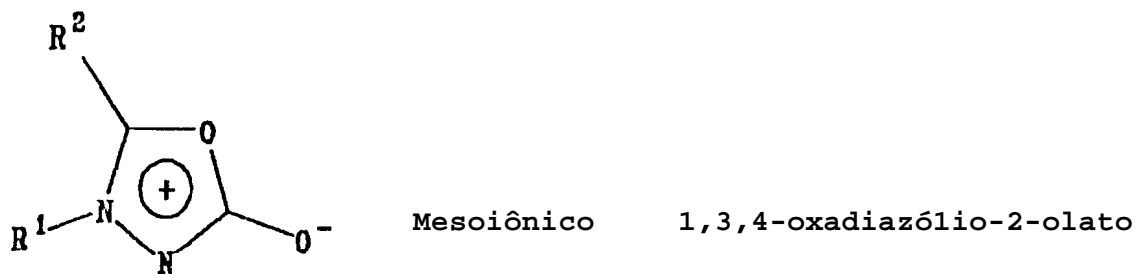 R²
O
+
R¹ N
N O⁻
Mesoiônico 1,3,4-oxadiazólio-2-olato